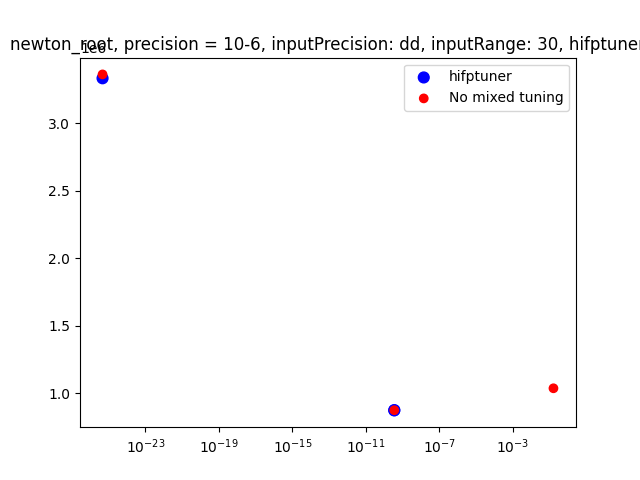 newton_root, precision = 10-6, inputPrecision: dd, inputRange: 30, hifptuner
1e6
hifptuner
No mixed tuning
3.0
2.5
2.0
1.5
1.0
10⁻²³ 10⁻¹⁹ 10⁻¹⁵ 10⁻¹¹ 10⁻⁷ 10⁻³